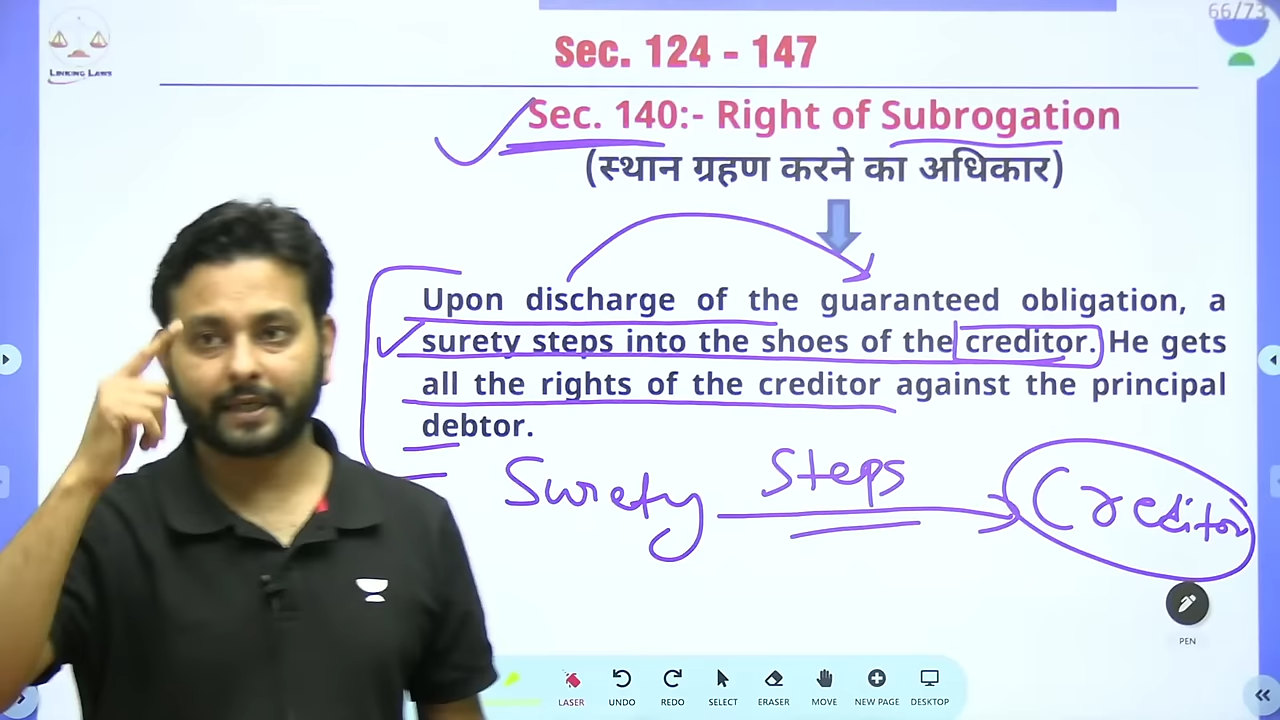 66/73
LINKING LAWS
Sec. 124 - 147
Sec. 140:- Right of Subrogation
(स्थान ग्रहण करने का अधिकार)
Upon discharge of the guaranteed obligation, a
surety steps into the shoes of the creditor. He gets
all the rights of the creditor against the principal
debtor.
Surety Steps Creditor
PEN
LASER UNDO REDO SELECT ERASER MOVE NEW PAGE DESKTOP